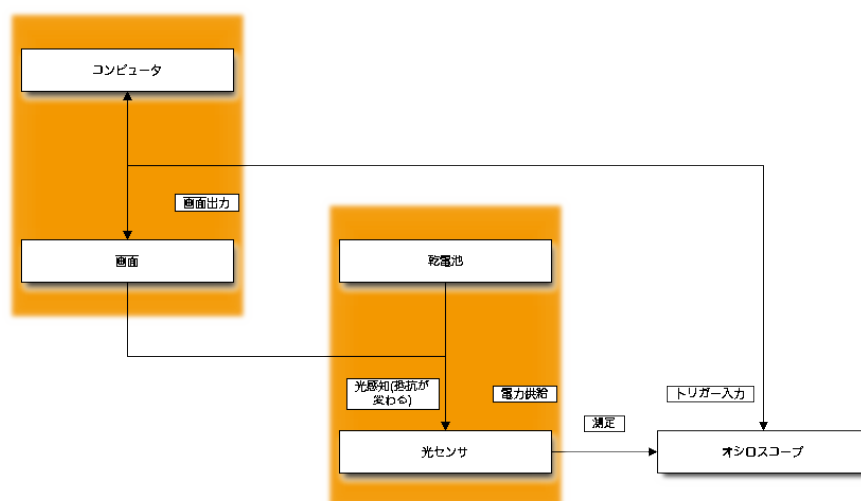 コンピュータ
画面出力
画面
乾電池
光感知(抵抗が
変わる)
電力供給
トリガー入力
測定
光センサ
オシロスコープ